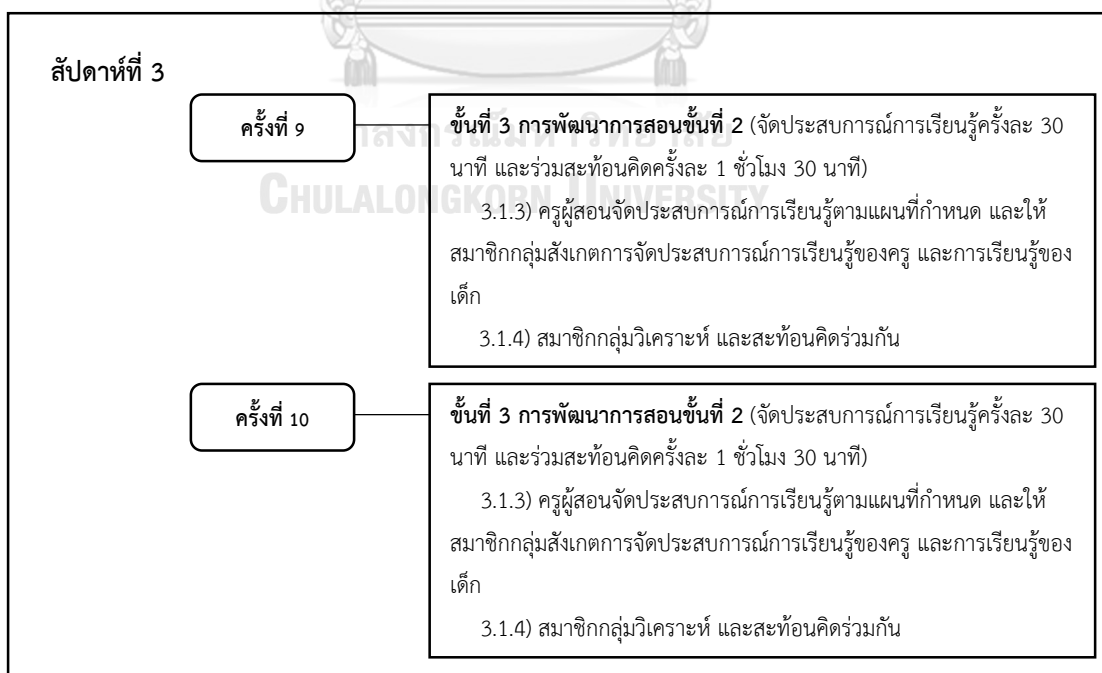 สัปดาห์ที่ 3
ครั้งที่ 9
ขั้นที่ 3 การพัฒนาการสอนขั้นที่ 2 (จัดประสบการณ์การเรียนรู้ครั้งละ 30
นาที และร่วมสะท้อนคิดครั้งละ 1 ชั่วโมง 30 นาที)
3.1.3) ครูผู้สอนจัดประสบการณ์การเรียนรู้ตามแผนที่กำหนด และให้
สมาชิกกลุ่มสังเกตการจัดประสบการณ์การเรียนรู้ของครู และการเรียนรู้ของ
เด็ก
3.1.4) สมาชิกกลุ่มวิเคราะห์ และสะท้อนคิดร่วมกัน
ครั้งที่ 10
ขั้นที่ 3 การพัฒนาการสอนขั้นที่ 2 (จัดประสบการณ์การเรียนรู้ครั้งละ 30
นาที และร่วมสะท้อนคิดครั้งละ 1 ชั่วโมง 30 นาที)
3.1.3) ครูผู้สอนจัดประสบการณ์การเรียนรู้ตามแผนที่กำหนด และให้
สมาชิกกลุ่มสังเกตการจัดประสบการณ์การเรียนรู้ของครู และการเรียนรู้ของ
เด็ก
3.1.4) สมาชิกกลุ่มวิเคราะห์ และสะท้อนคิดร่วมกัน
CHULALONGKORN UNIVERSITY